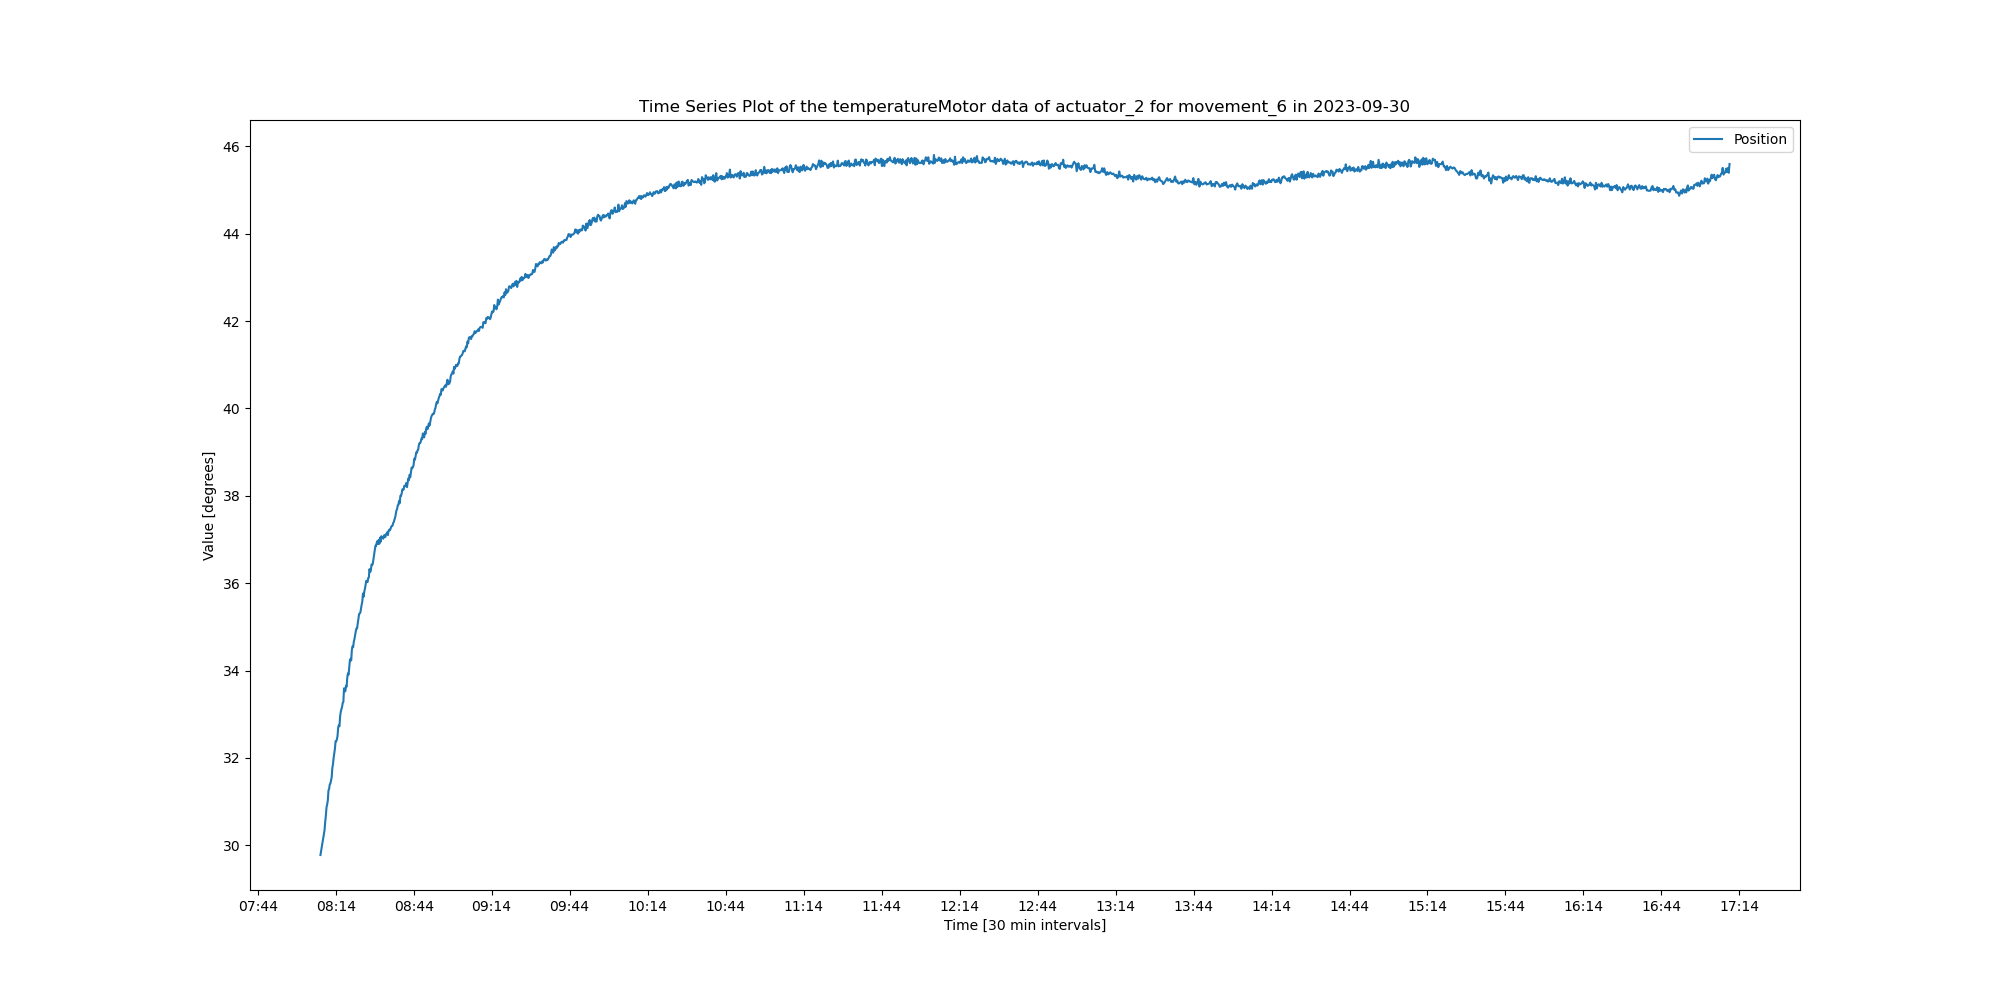 Time Series Plot of the temperatureMotor data of actuator_2 for movement_6 in 2023-09-30
Position
46
44
42
40
38
36
34
32
30
Value [degrees]
07:44 08:14 08:44 09:14 09:44 10:14 10:44 11:14 11:44 12:14 12:44 13:14 13:44 14:14 14:44 15:14 15:44 16:14 16:44 17:14
Time [30 min intervals]